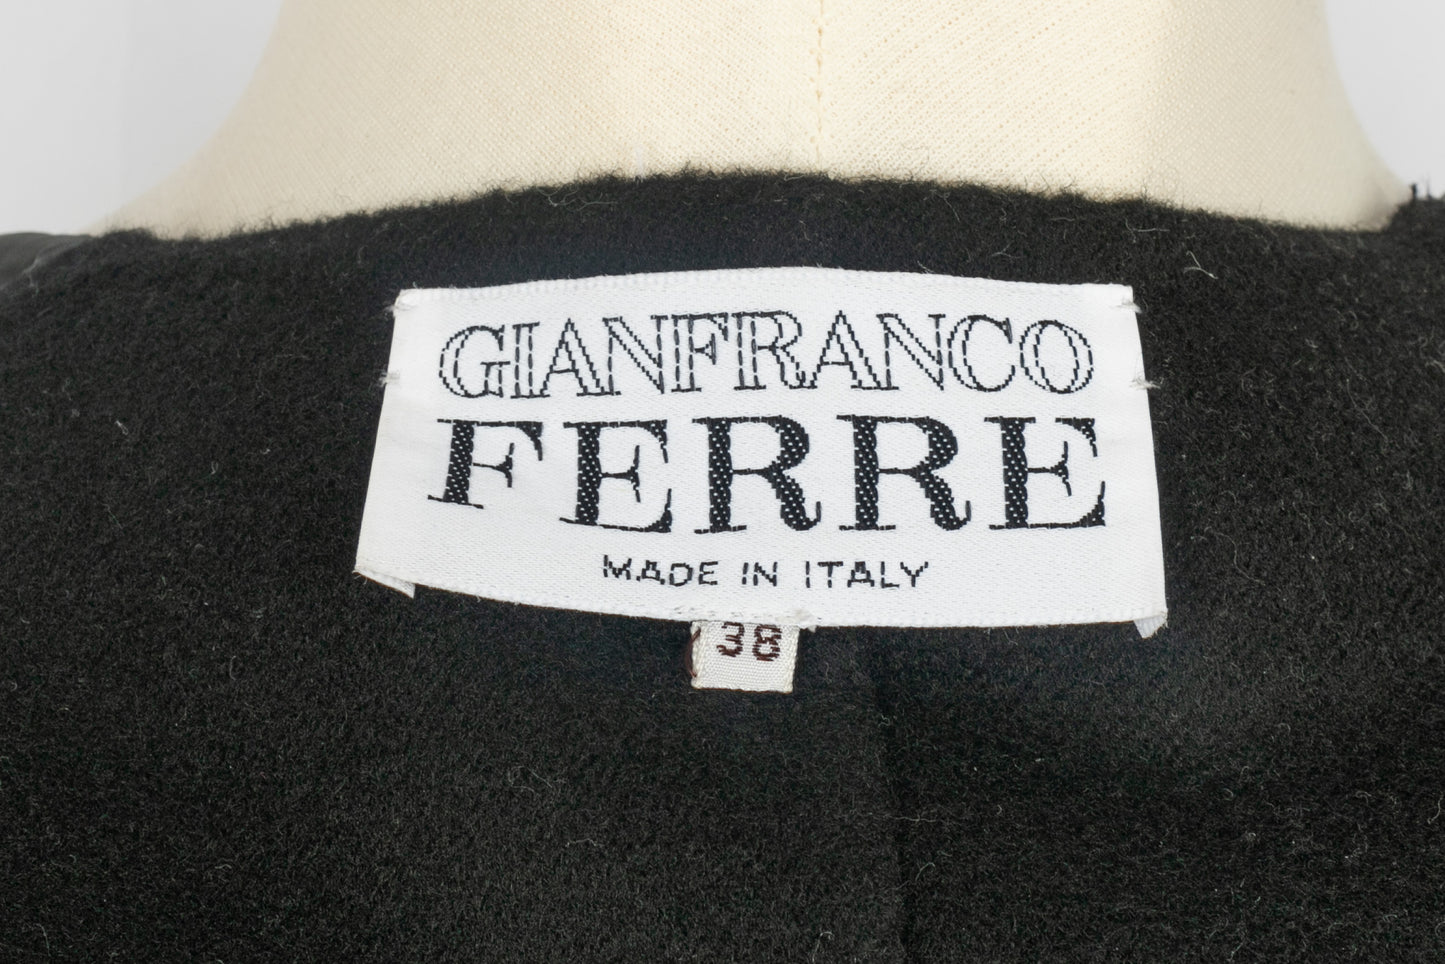 GIANFRANCO
FERRE
MADE IN ITALY
38